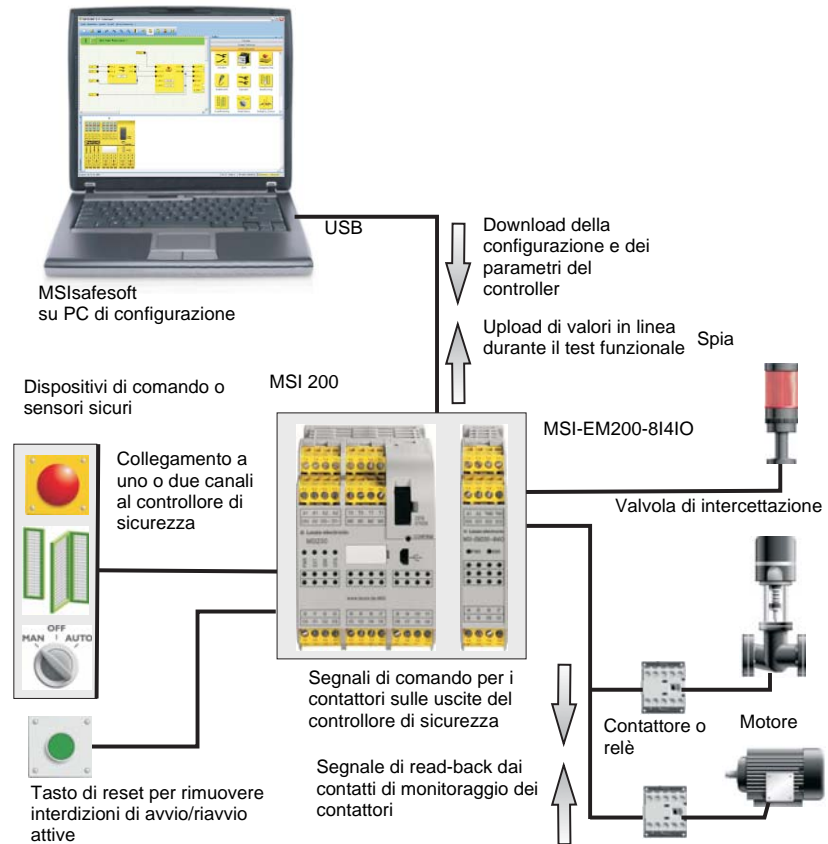 USB
Download della
configurazione e dei
parametri del
controller
MSIsafesoft
su PC di configurazione
Upload di valori in linea
durante il test funzionale
Spia
Dispositivi di comando o
sensori sicuri
MSI 200
MSI-EM200-8I4IO
Collegamento a
uno o due canali
al controllore di
sicurezza
Valvola di intercettazione
OFF
MAN
AUTO
MSI200
CONFIRM
Segnali di comando per i
contattori sulle uscite del
controllore di sicurezza
Contattore o
relè
Motore
Segnale di read-back dai
contatti di monitoraggio dei
contattori
Tasto di reset per rimuovere
interdizioni di avvio/riavvio
attive